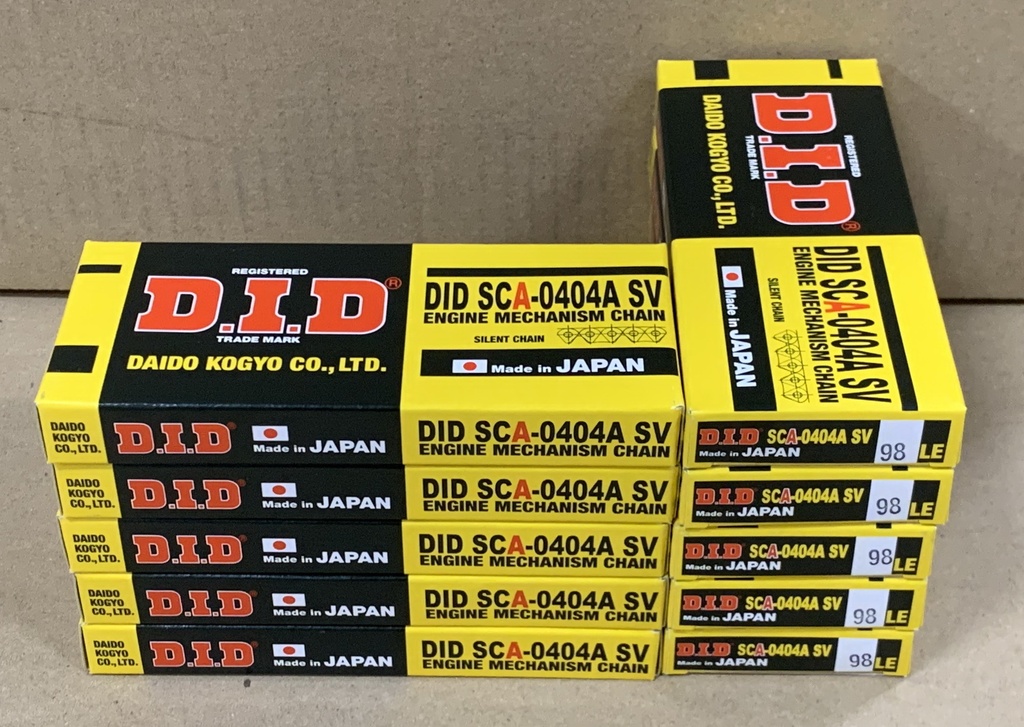 REGISTERED
D.I.D®
TRADE MARK
DAIDO KOGYO CO., LTD.
DID SCA-0404A SV
ENGINE MECHANISM CHAIN
SILENT CHAIN
Made in JAPAN
DAIDO
KOGYO
CO., LTD.
D.I.D®
Made in JAPAN
DID SCA-0404A SV
ENGINE MECHANISM CHAIN
DAIDO
KOGYO
CO., LTD.
D.I.D®
Made in JAPAN
DID SCA-0404A SV
ENGINE MECHANISM CHAIN
DAIDO
KOGYO
CO., LTD.
D.I.D®
Made in JAPAN
DID SCA-0404A SV
ENGINE MECHANISM CHAIN
DAIDO
KOGYO
CO., LTD.
D.I.D®
Made in JAPAN
DID SCA-0404A SV
ENGINE MECHANISM CHAIN
DAIDO
KOGYO
CO., LTD.
D.I.D®
Made in JAPAN
DID SCA-0404A SV
ENGINE MECHANISM CHAIN
REGISTERED
D.I.D®
TRADE MARK
DAIDO KOGYO CO., LTD.
DID SCA-0404A SV
ENGINE MECHANISM CHAIN
SILENT CHAIN
Made in JAPAN
D.I.D SCA-0404A SV
Made in JAPAN
98 LE
D.I.D SCA-0404A SV
Made in JAPAN
98 LE
D.I.D SCA-0404A SV
Made in JAPAN
98 LE
D.I.D SCA-0404A SV
Made in JAPAN
98 LE
D.I.D SCA-0404A SV
Made in JAPAN
98 LE